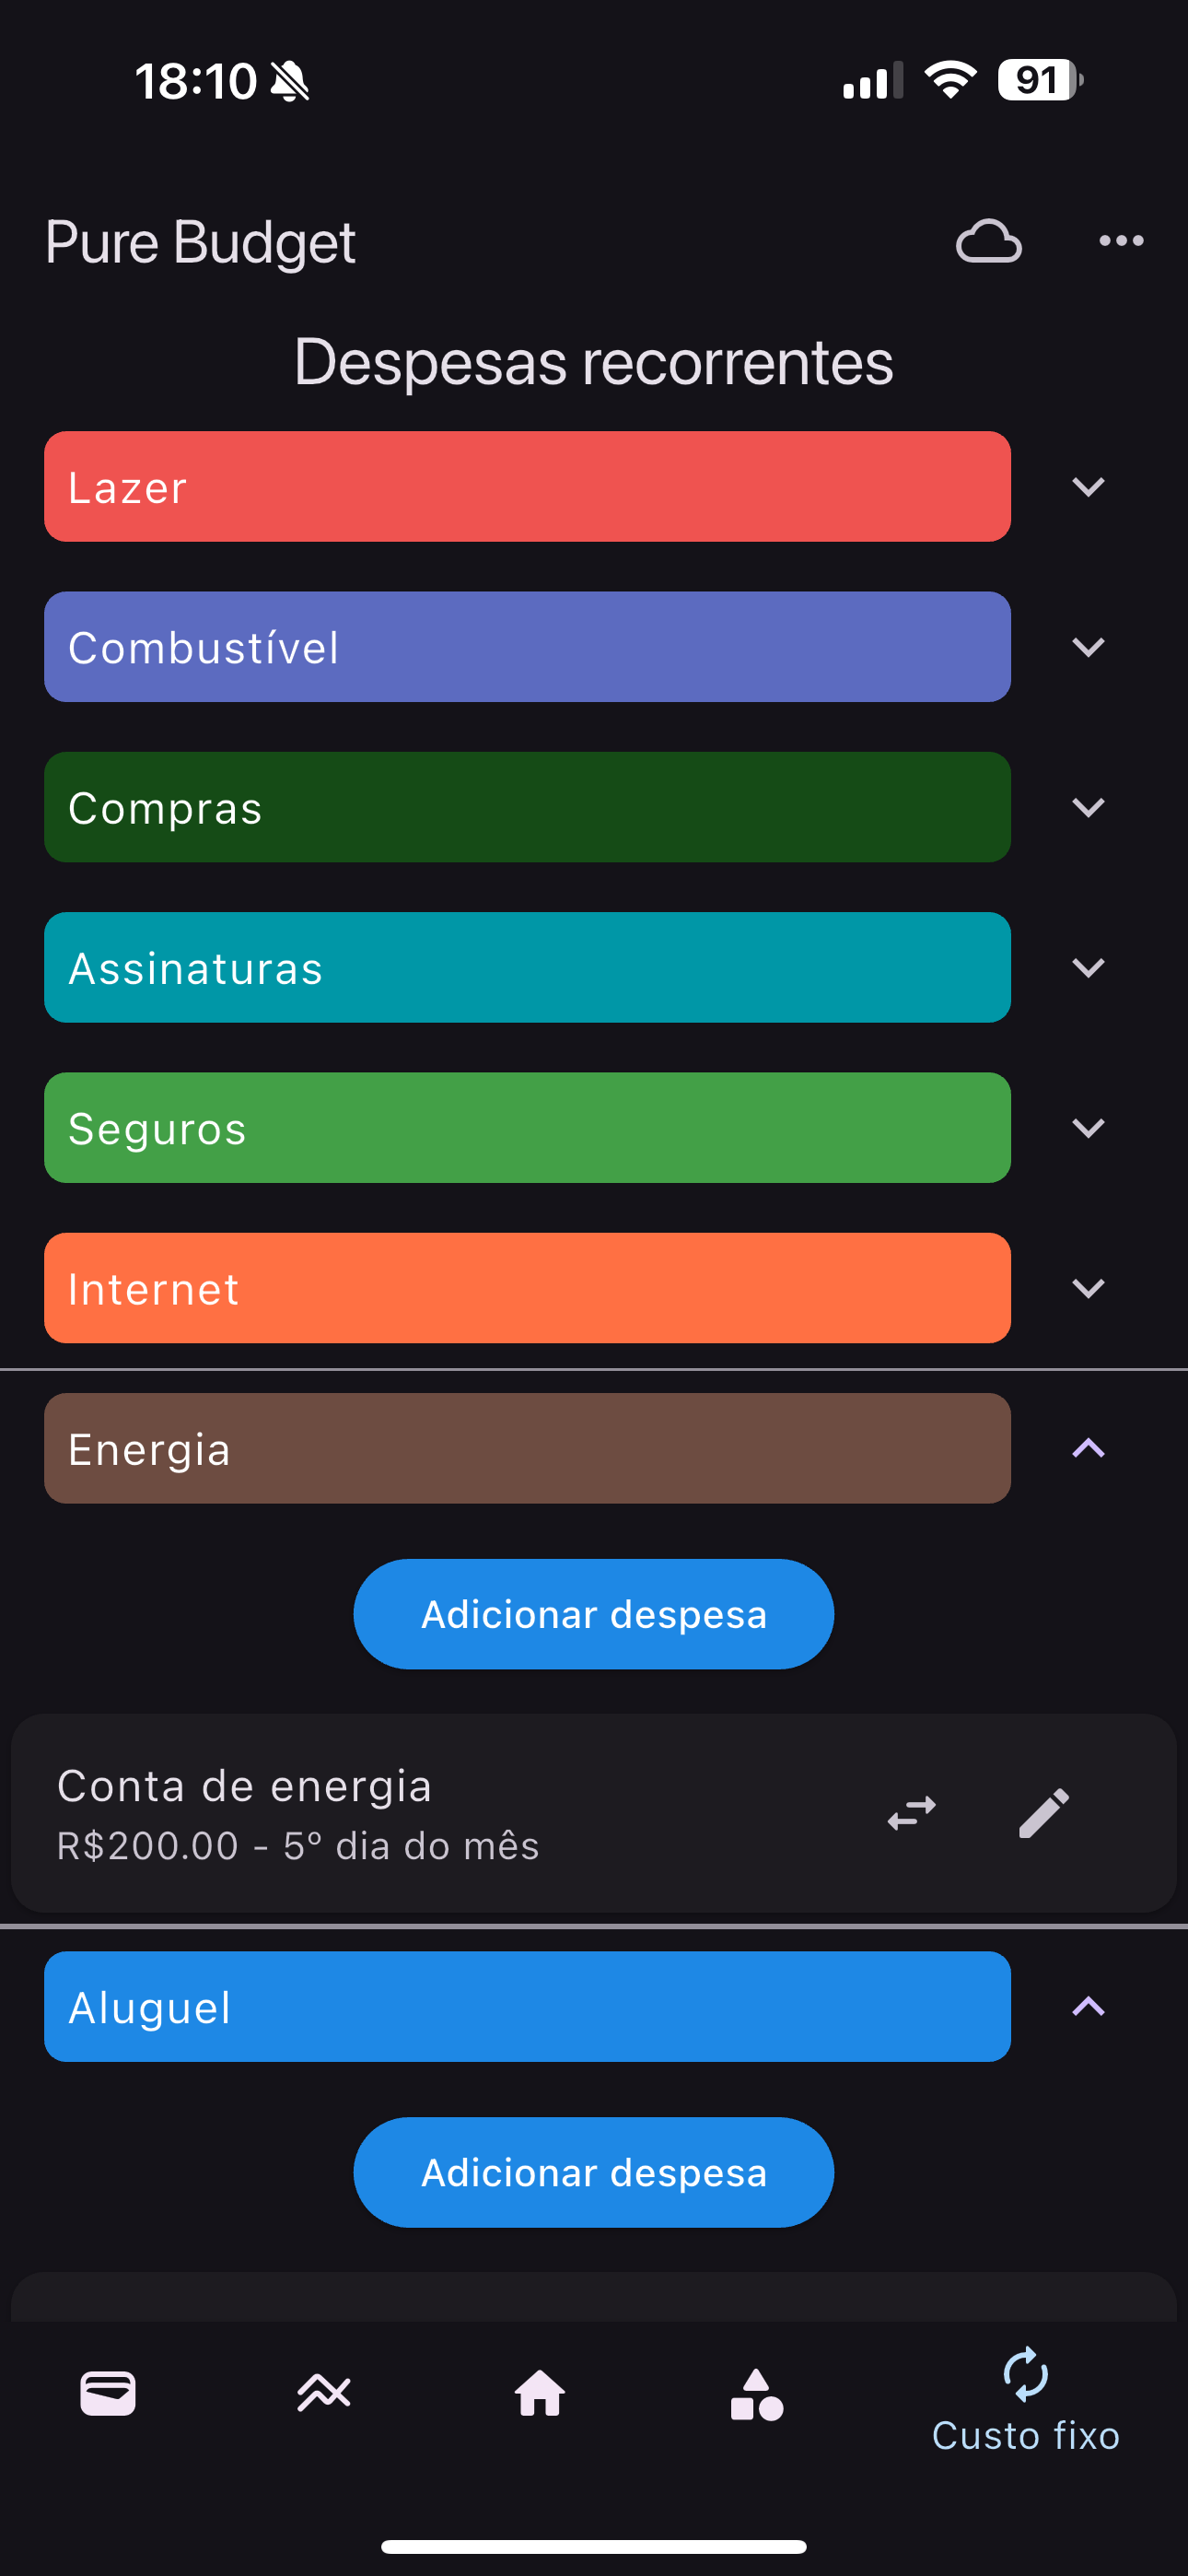 18:10
91
Pure Budget
Despesas recorrentes
Lazer
Combustível
Compras
Assinaturas
Seguros
Internet
Energia
Adicionar despesa
Conta de energia
R$200.00 - 5º dia do mês
Aluguel
Adicionar despesa
Custo fixo